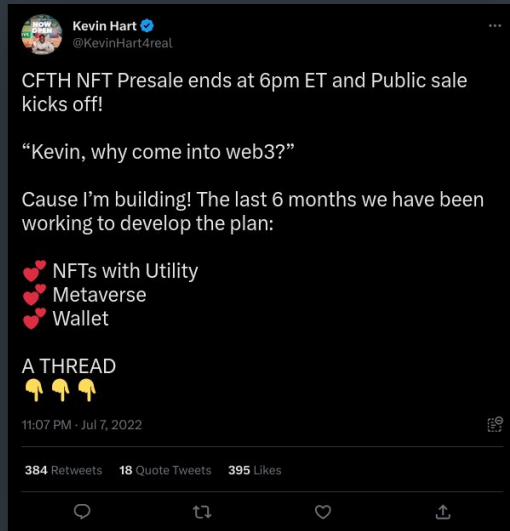 NOW
OPEN
Kevin Hart
@KevinHart4real
CFTH NFT Presale ends at 6pm ET and Public sale
kicks off!
“Kevin, why come into web3?”
Cause I’m building! The last 6 months we have been
working to develop the plan:
💕 NFTs with Utility
💕 Metaverse
💕 Wallet
A THREAD
👇👇👇
11:07 PM · Jul 7, 2022
384 Retweets 18 Quote Tweets 395 Likes